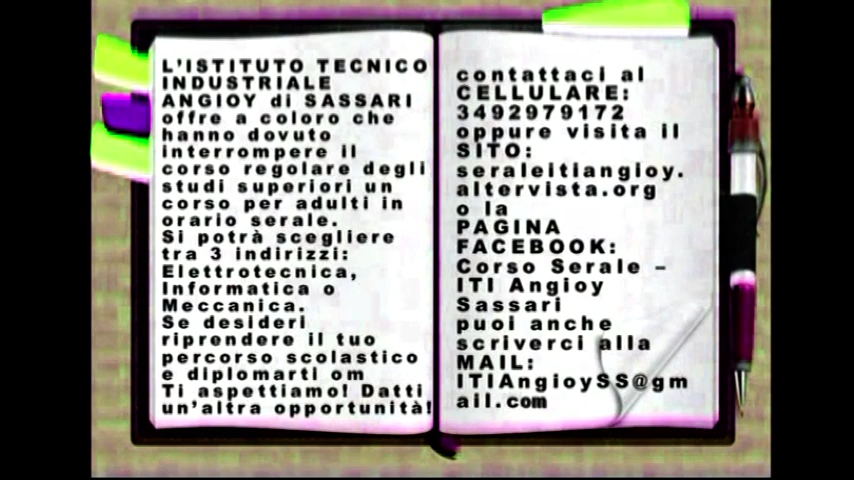 L'ISTITUTO TECNICO
INDUSTRIALE
ANGIOY di SASSARI
offre a coloro che
hanno dovuto
interrompere il
corso regolare degli
studi superiori un
corso per adulti in
orario serale.
Si potrà scegliere
tra 3 indirizzi:
Elettrotecnica,
Informatica o
Meccanica.
Se desideri
riprendere il tuo
percorso scolastico
e diplomarti om
Ti aspettiamo! Datti
un'altra opportunità!
contattaci al
CELLULARE:
3492979172
oppure visita il
SITO:
seraleitiangioy.
altervista.org
o la
PAGINA
FACEBOOK:
Corso Serale –
ITI Angioy
Sassari
puoi anche
scriverci alla
MAIL:
ITIAngioySS@gm
ail.com